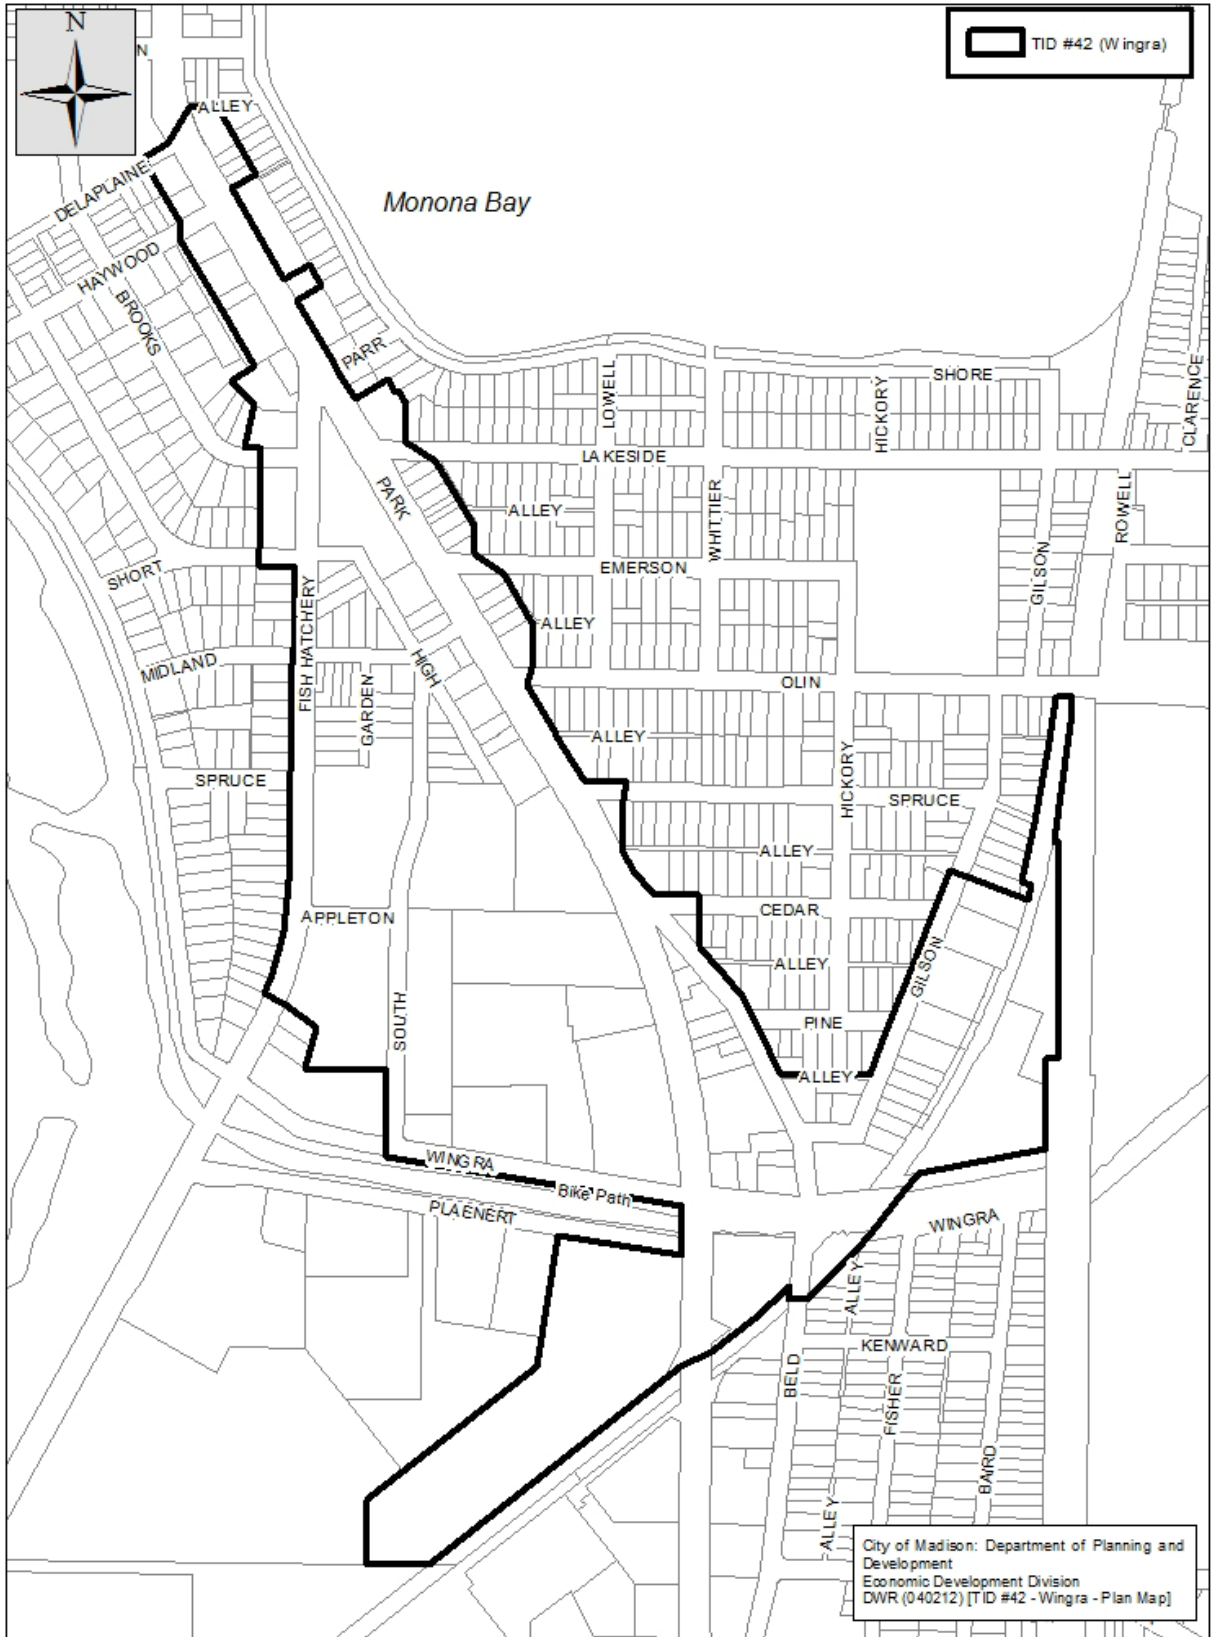 N
TID #42 (Wingra)
N
ALLEY
DELAPLAINE
Monona Bay
HAYWOOD
BROOKS
PARR
SHORE
LOWELL
HICKORY
CLARENCE
LAKESIDE
PARK
ALLEY
WHITTIER
ROWELL
SHORT
EMERSON
GILSON
FISH HATCHERY
ALLEY
MIDLAND
HIGH
GARDEN
OLIN
ALLEY
SPRUCE
HICKORY
SPRUCE
ALLEY
APPLETON
CEDAR
ALLEY
GILSON
SOUTH
PINE
ALLEY
WINGRA
Bike Path
PLAENERT
WINGRA
ALLEY
KENWARD
BELD
FISHER
BAIRD
ALLEY
City of Madison: Department of Planning and
Development
Economic Development Division
DWR (040212) [TID #42 - Wingra - Plan Map]